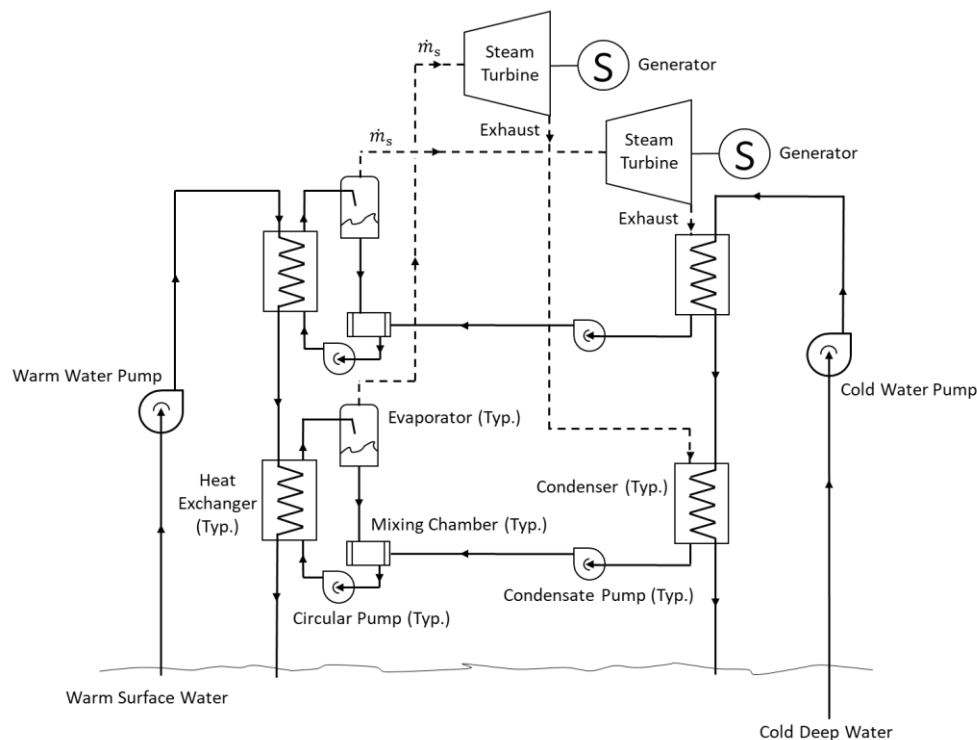 ṁs
Steam
Turbine
S
Generator
Exhaust
ṁs
Steam
Turbine
S
Generator
Exhaust
Warm Water Pump
Cold Water Pump
Evaporator (Typ.)
Heat
Exchanger
(Typ.)
Condenser (Typ.)
Mixing Chamber (Typ.)
Circular Pump (Typ.)
Condensate Pump (Typ.)
Warm Surface Water
Cold Deep Water